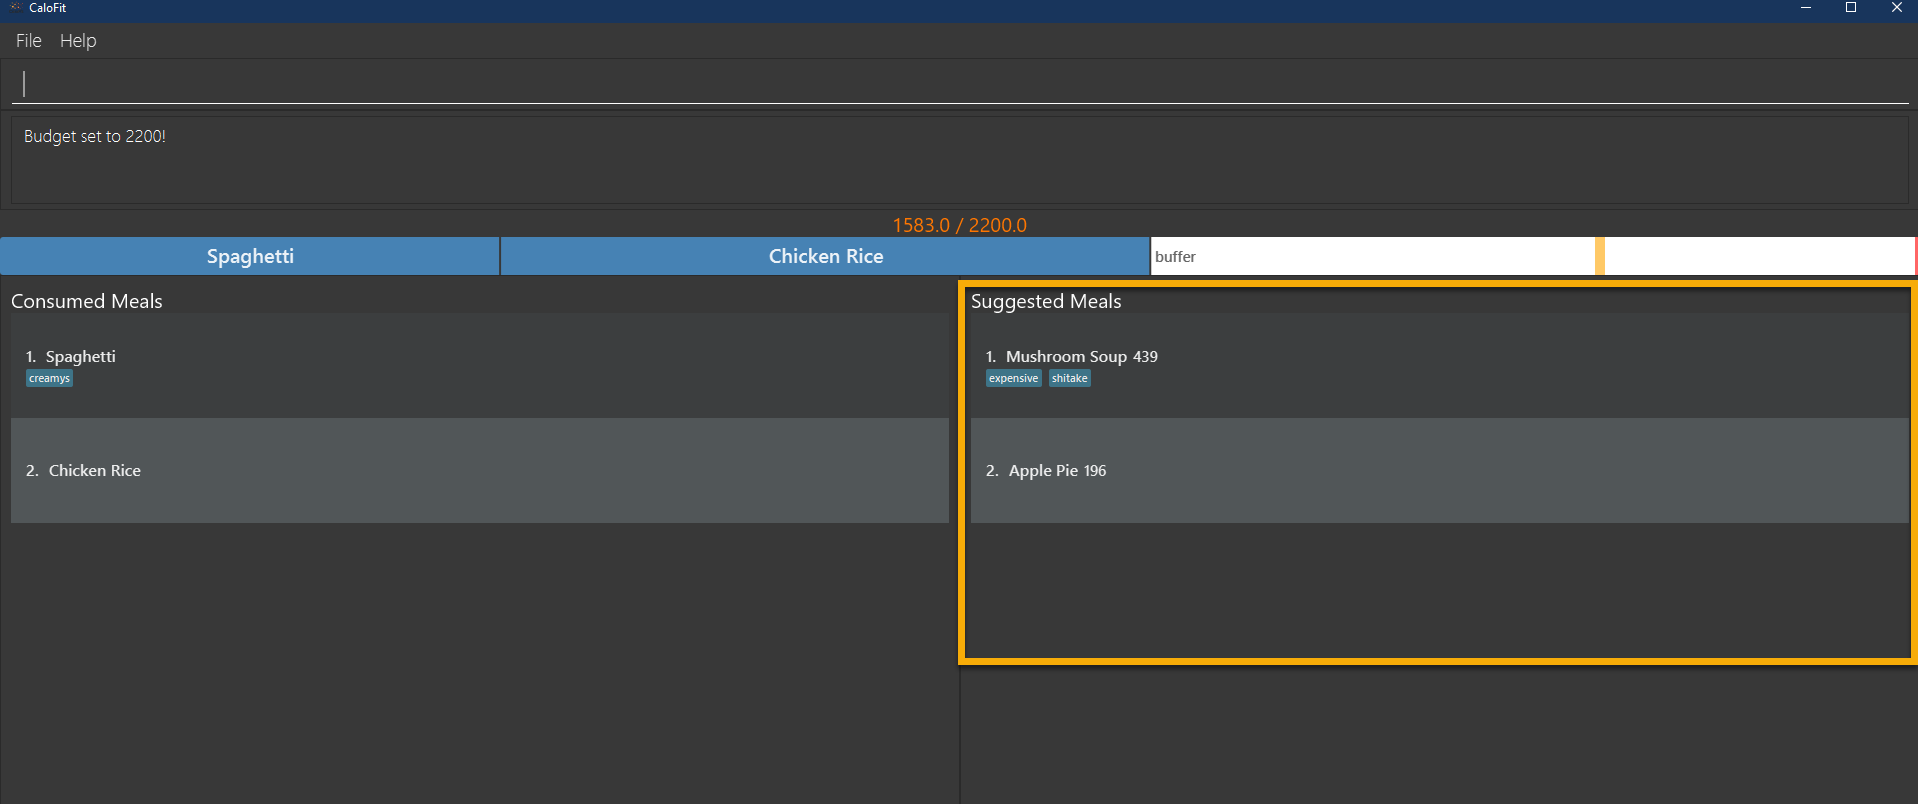 CaloFit
File Help
Budget set to 2200!
1583.0 / 2200.0
Spaghetti Chicken Rice buffer
Consumed Meals
1. Spaghetti
creamys
2. Chicken Rice
Suggested Meals
1. Mushroom Soup 439
expensive shitake
2. Apple Pie 196